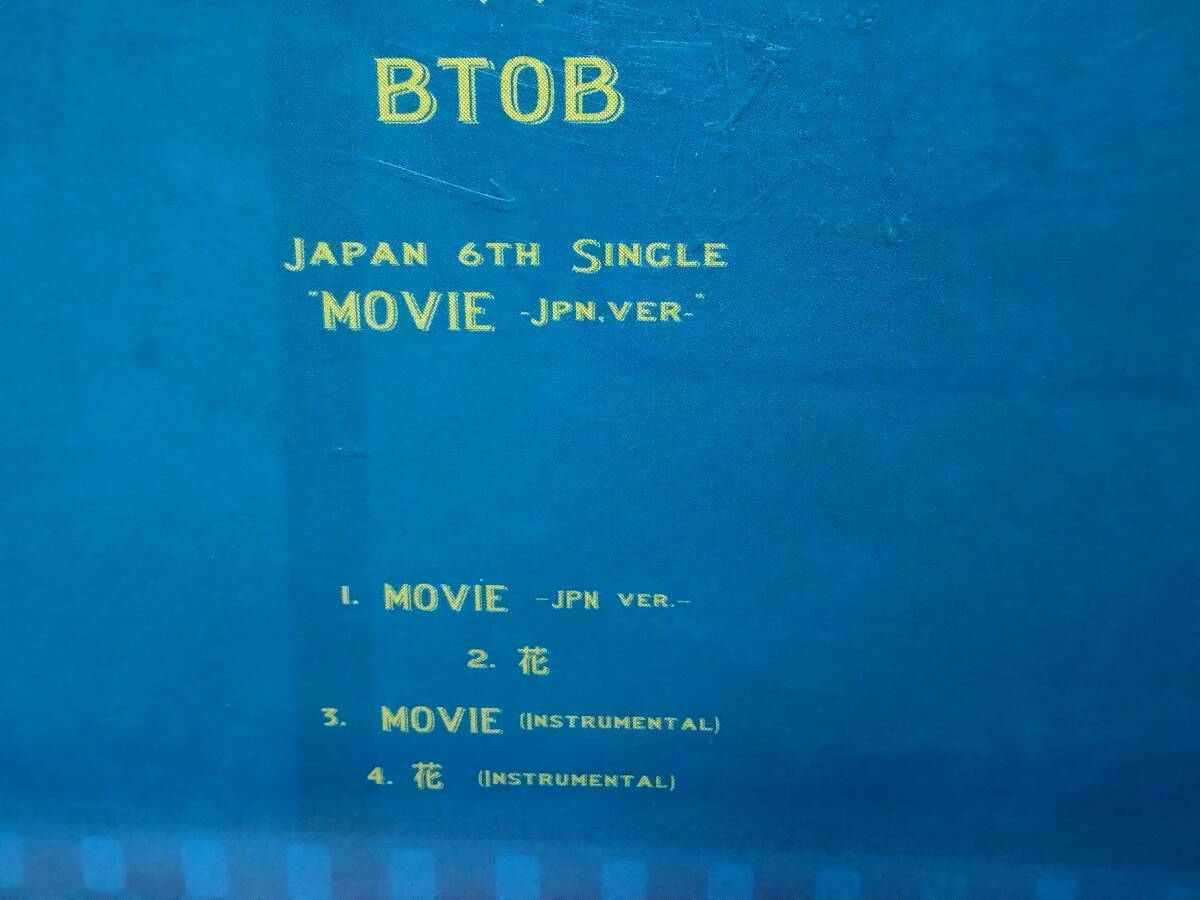 BTOB
JAPAN 6TH SINGLE
"MOVIE -JPN.VER-"
1. MOVIE -JPN VER.-
2. 花
3. MOVIE (INSTRUMENTAL)
4. 花 (INSTRUMENTAL)